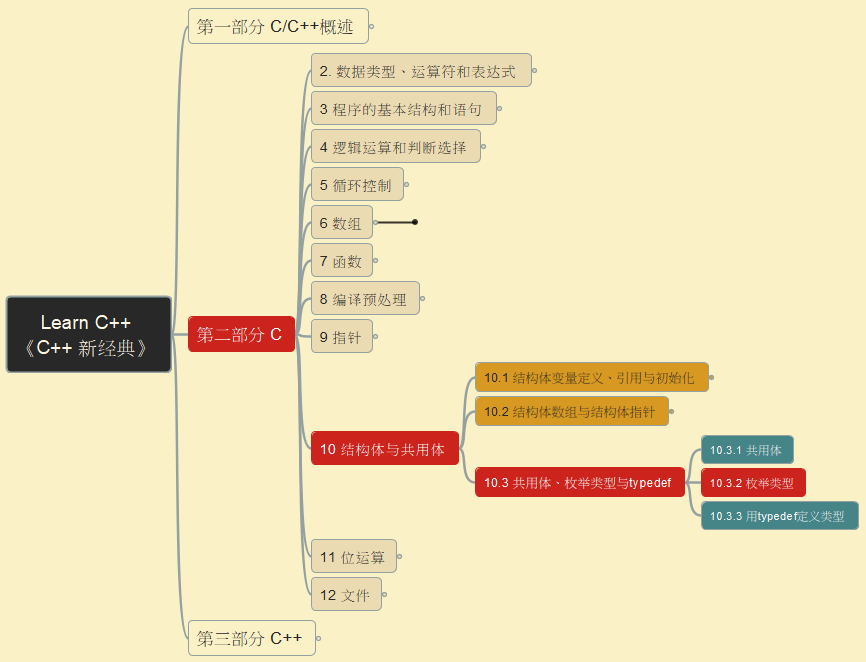 Learn C++
《C++ 新经典》
第一部分 C/C++概述
第二部分 C
2. 数据类型、运算符和表达式
3 程序的基本结构和语句
4 逻辑运算和判断选择
5 循环控制
6 数组
7 函数
8 编译预处理
9 指针
10 结构体与共用体
10.1 结构体变量定义、引用与初始化
10.2 结构体数组与结构体指针
10.3 共用体、枚举类型与typedef
10.3.1 共用体
10.3.2 枚举类型
10.3.3 用typedef定义类型
11 位运算
12 文件
第三部分 C++